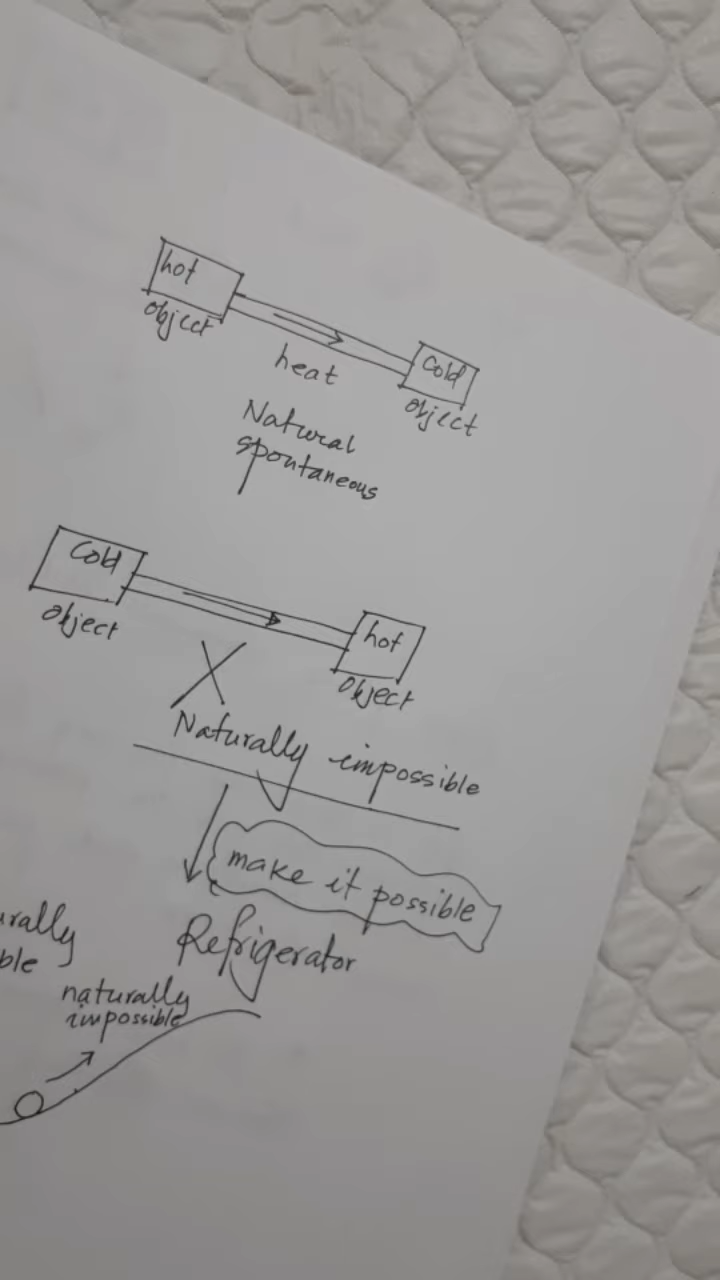 hot
object
heat
Cold
object
Natural
spontaneous
Cold
object
hot
object
Naturally impossible
make it possible
Refrigerator
naturally
impossible